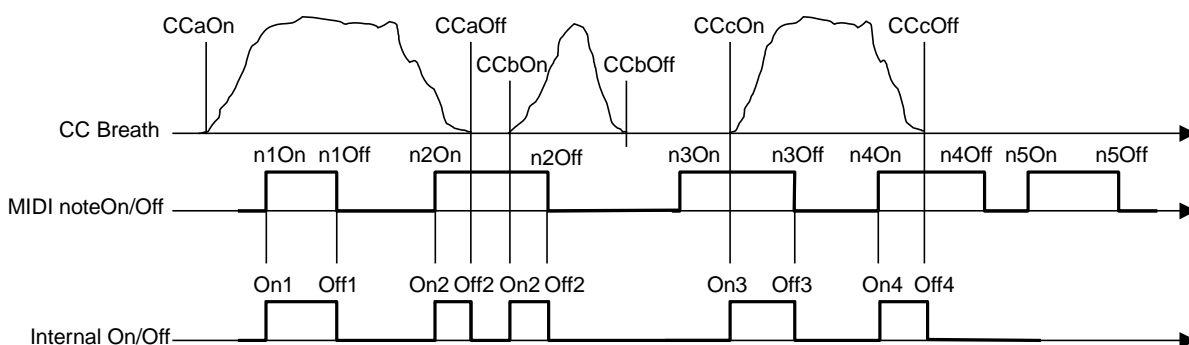 CCaOn CCaOff CCcOn CCcOff
CCbOn CCbOff
CC Breath
n1On n1Off n2On n2Off n3On n3Off n4On n4Off n5On n5Off
MIDI noteOn/Off
On1 Off1 On2 Off2 On2 Off2 On3 Off3 On4 Off4
Internal On/Off